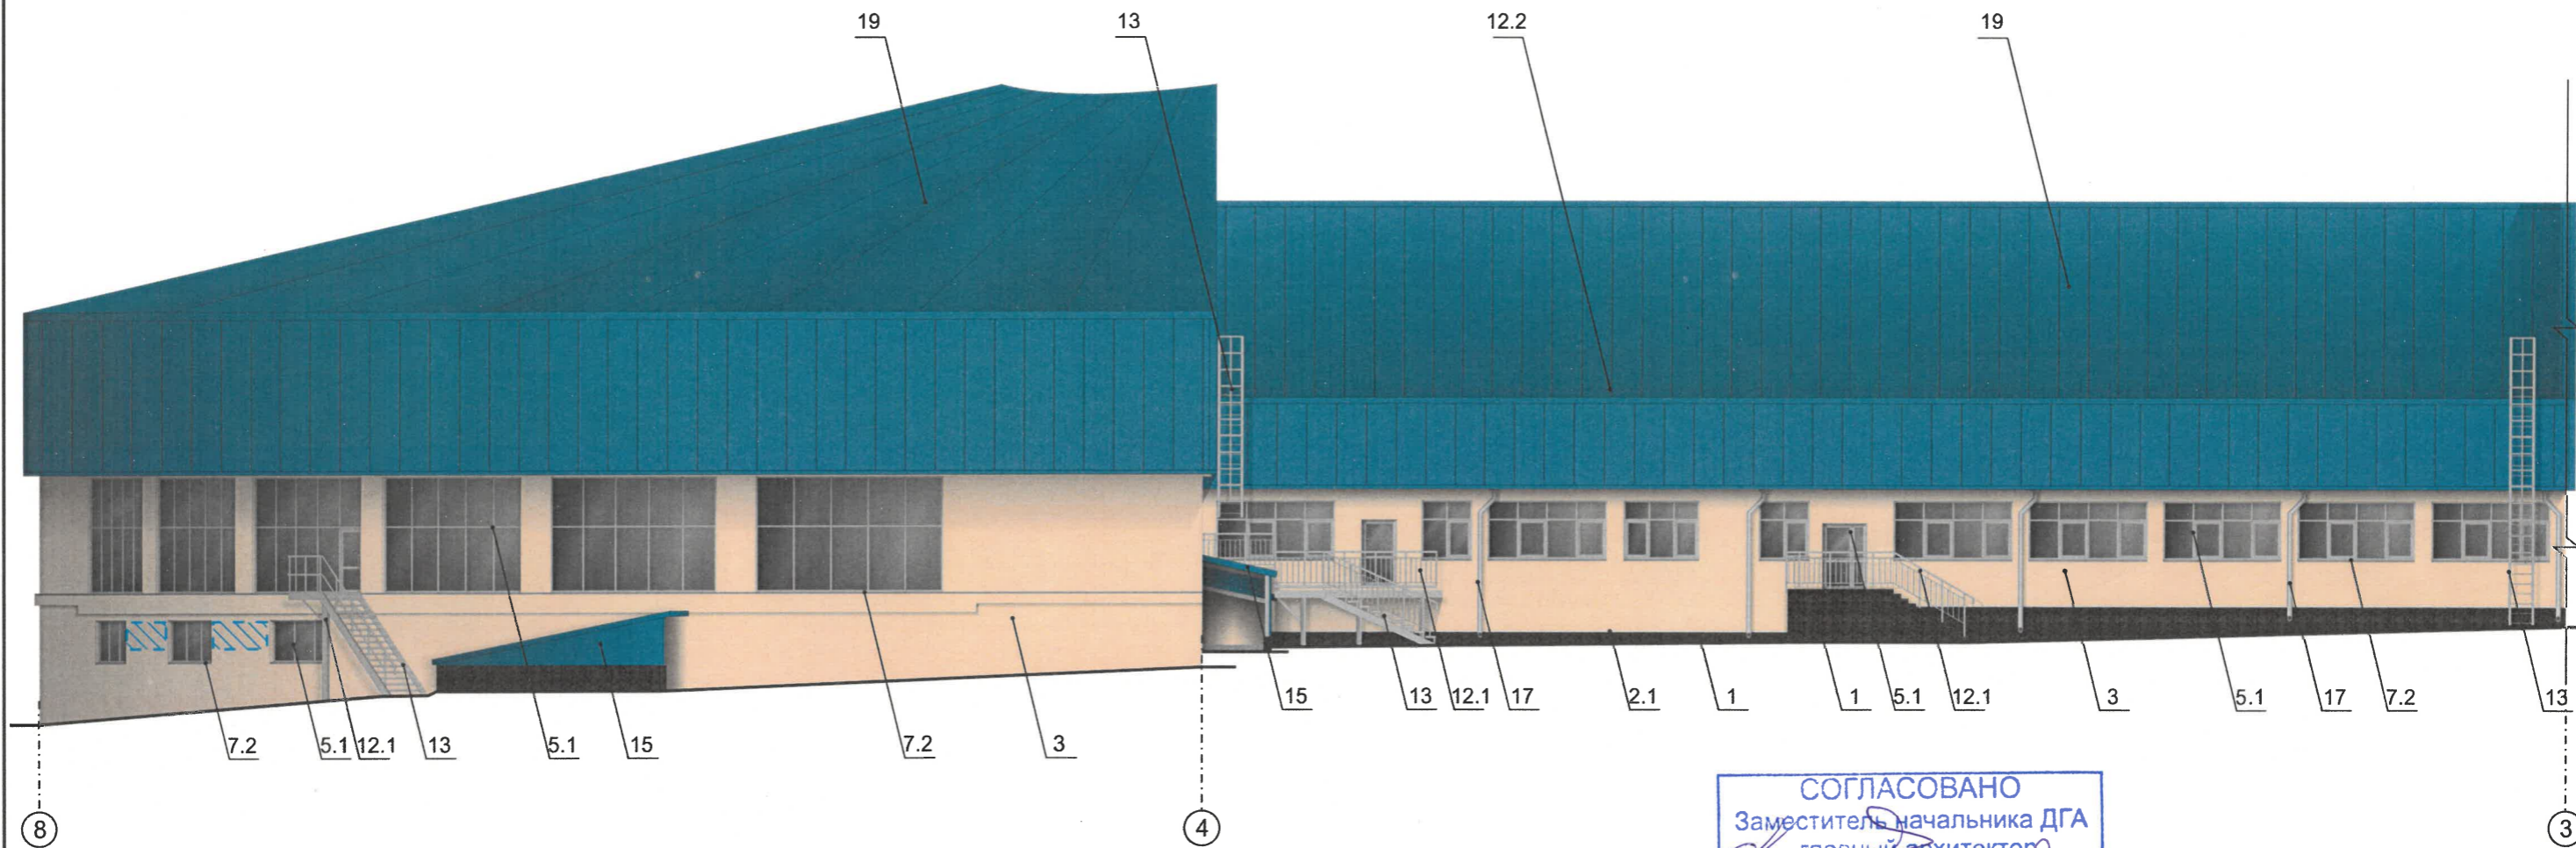 19 13 12.2 19
15 13 12.1 17 2.1 1 1 5.1 12.1 3 5.1 17 7.2 13
7.2 5.1 12.1 13 5.1 15 7.2 3
8 4 3
СОГЛАСОВАНО
Заместитель начальника ДГА
главный архитектор